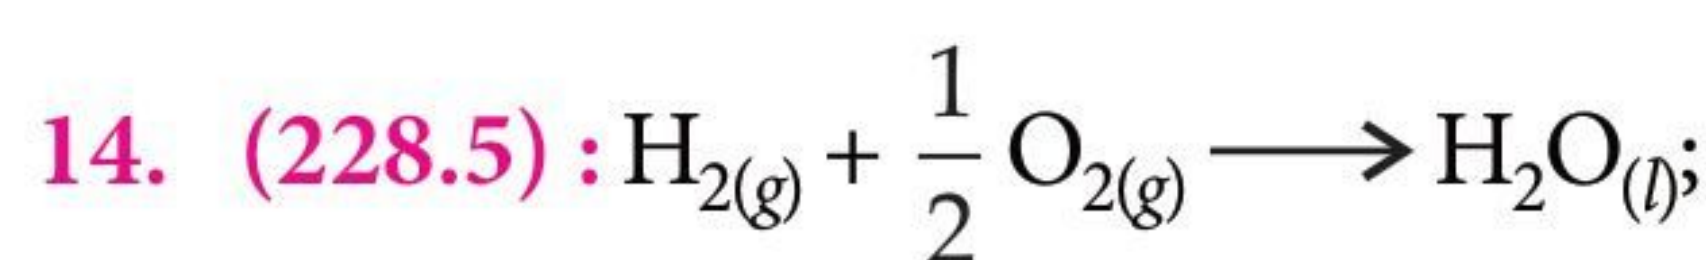 14. (228.5) : H₂(g) + 1/2 O₂(g) ⟶ H₂O(l);